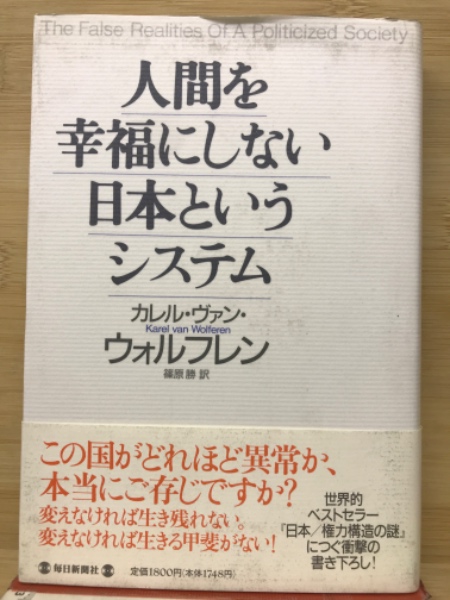 The False Realities Of A Politicized Society
人間を
幸福にしない
日本という
システム
カレル・ヴァン・
Karel van Wolferen
ウォルフレン
篠原勝 訳
この国がどれほど異常か、
本当にご存じですか?
変えなければ生き残れない。
変えなければ生きる甲斐がない!
世界的
ベストセラー
『日本/権力構造の謎』
につぐ衝撃の
書き下ろし!
毎日新聞社
定価1800円(本体1748円)